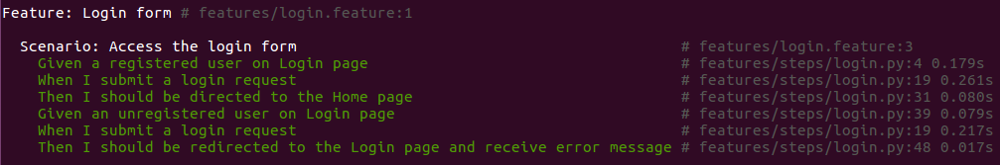 Feature: Login form # features/login.feature:1
Scenario: Access the login form # features/login.feature:3
Given a registered user on Login page # features/steps/login.py:4 0.179s
When I submit a login request # features/steps/login.py:19 0.261s
Then I should be directed to the Home page # features/steps/login.py:31 0.080s
Given an unregistered user on Login page # features/steps/login.py:39 0.079s
When I submit a login request # features/steps/login.py:19 0.217s
Then I should be redirected to the Login page and receive error message # features/steps/login.py:48 0.017s